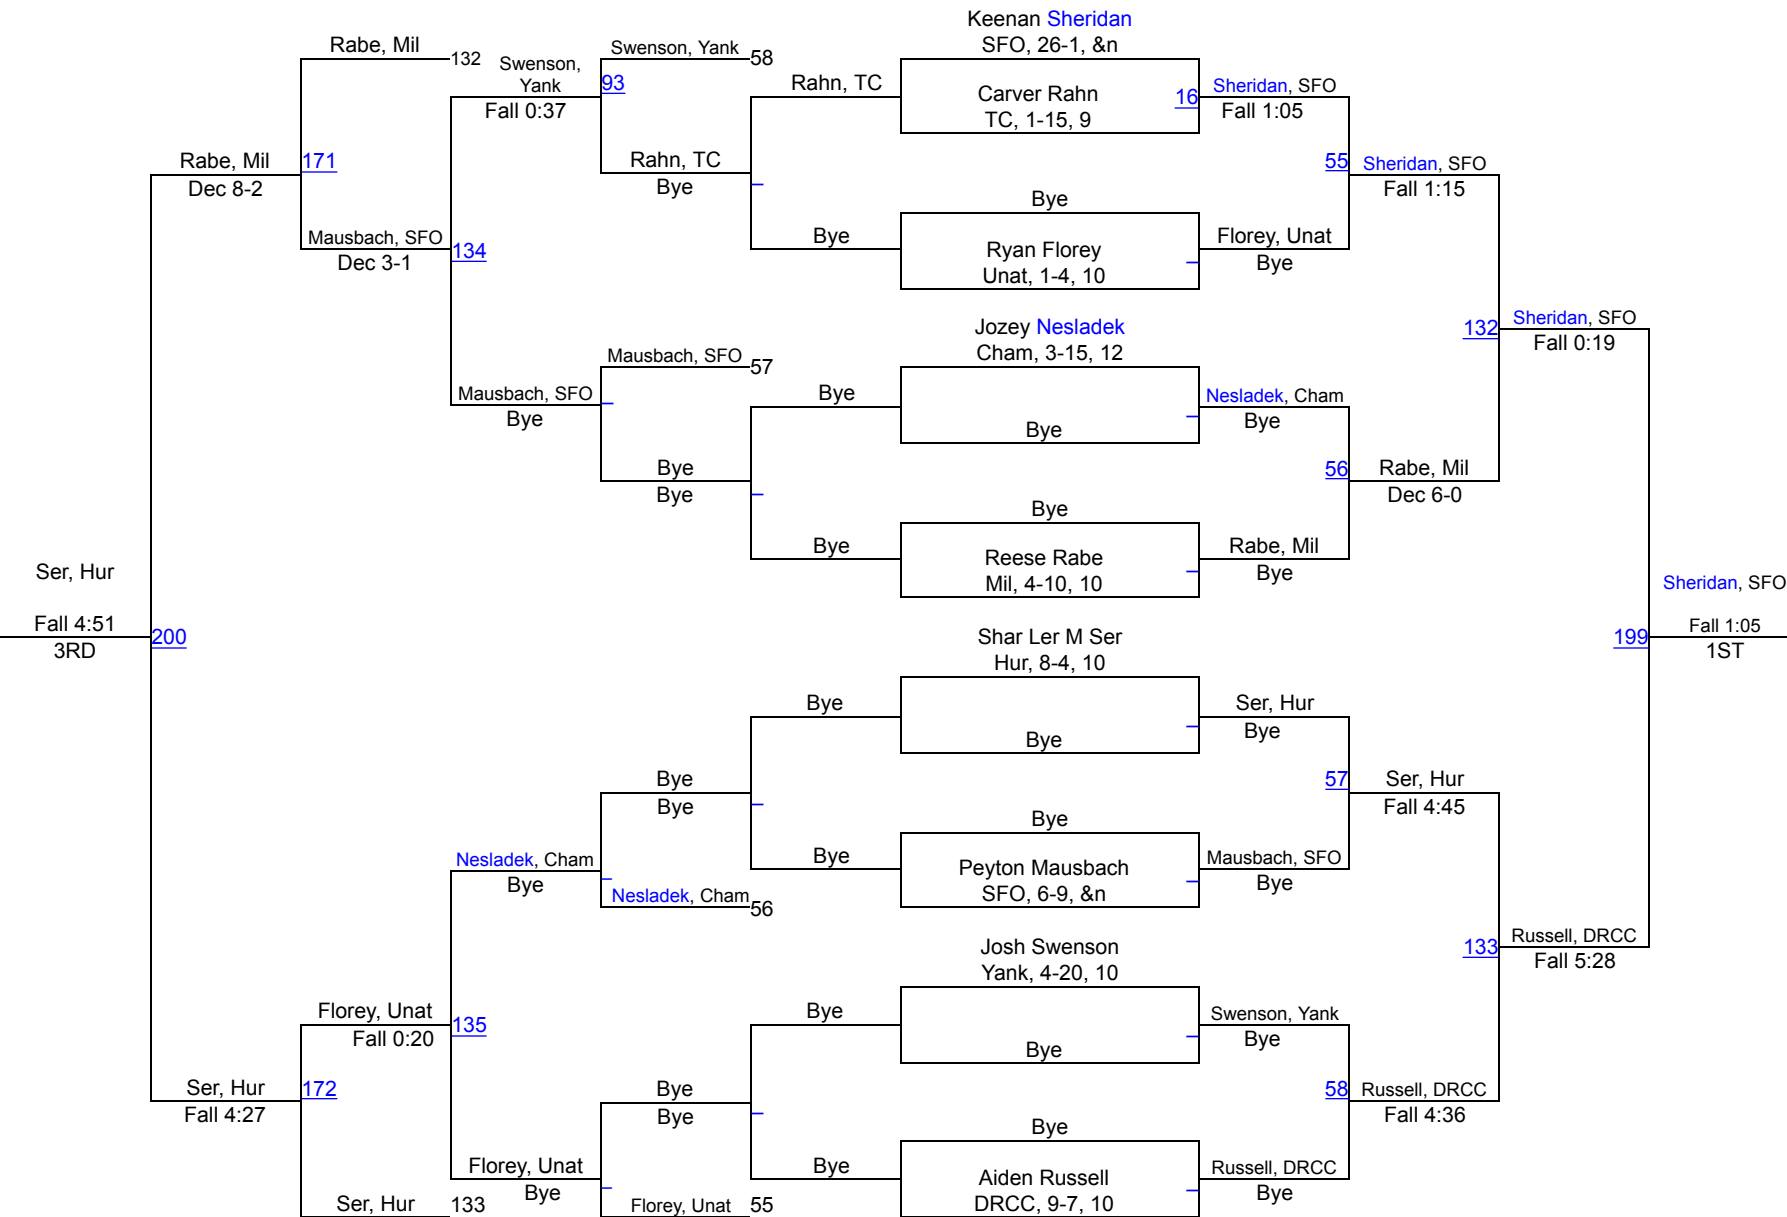 Keenan Sheridan
SFO, 26-1, &n
Rabe, Mil
132
Swenson,
Yank
Fall 0:37
Swenson, Yank
58
93
Rahn, TC
Carver Rahn
TC, 1-15, 9
16
Sheridan, SFO
Fall 1:05
Rabe, Mil
Dec 8-2
171
Rahn, TC
Bye
55
Sheridan, SFO
Fall 1:15
Bye
Mausbach, SFO
Dec 3-1
134
Bye
Ryan Florey
Unat, 1-4, 10
Florey, Unat
Bye
Jozey Nesladek
Cham, 3-15, 12
132
Sheridan, SFO
Fall 0:19
Mausbach, SFO
57
Mausbach, SFO
Bye
Bye
Bye
Nesladek, Cham
Bye
Bye
Bye
56
Rabe, Mil
Dec 6-0
Bye
Bye
Reese Rabe
Mil, 4-10, 10
Rabe, Mil
Bye
Ser, Hur
Fall 4:51
3RD
200
Shar Ler M Ser
Hur, 8-4, 10
Sheridan, SFO
199
Fall 1:05
1ST
Bye
Bye
Ser, Hur
Bye
Bye
Bye
57
Ser, Hur
Fall 4:45
Bye
Nesladek, Cham
Bye
Nesladek, Cham
56
Bye
Peyton Mausbach
SFO, 6-9, &n
Mausbach, SFO
Bye
Josh Swenson
Yank, 4-20, 10
133
Russell, DRCC
Fall 5:28
Florey, Unat
Fall 0:20
135
Bye
Bye
Swenson, Yank
Bye
Ser, Hur
Fall 4:27
172
Bye
Bye
58
Russell, DRCC
Fall 4:36
Bye
Florey, Unat
Bye
Bye
Aiden Russell
DRCC, 9-7, 10
Russell, DRCC
Bye
Ser, Hur
133
Florey, Unat
55